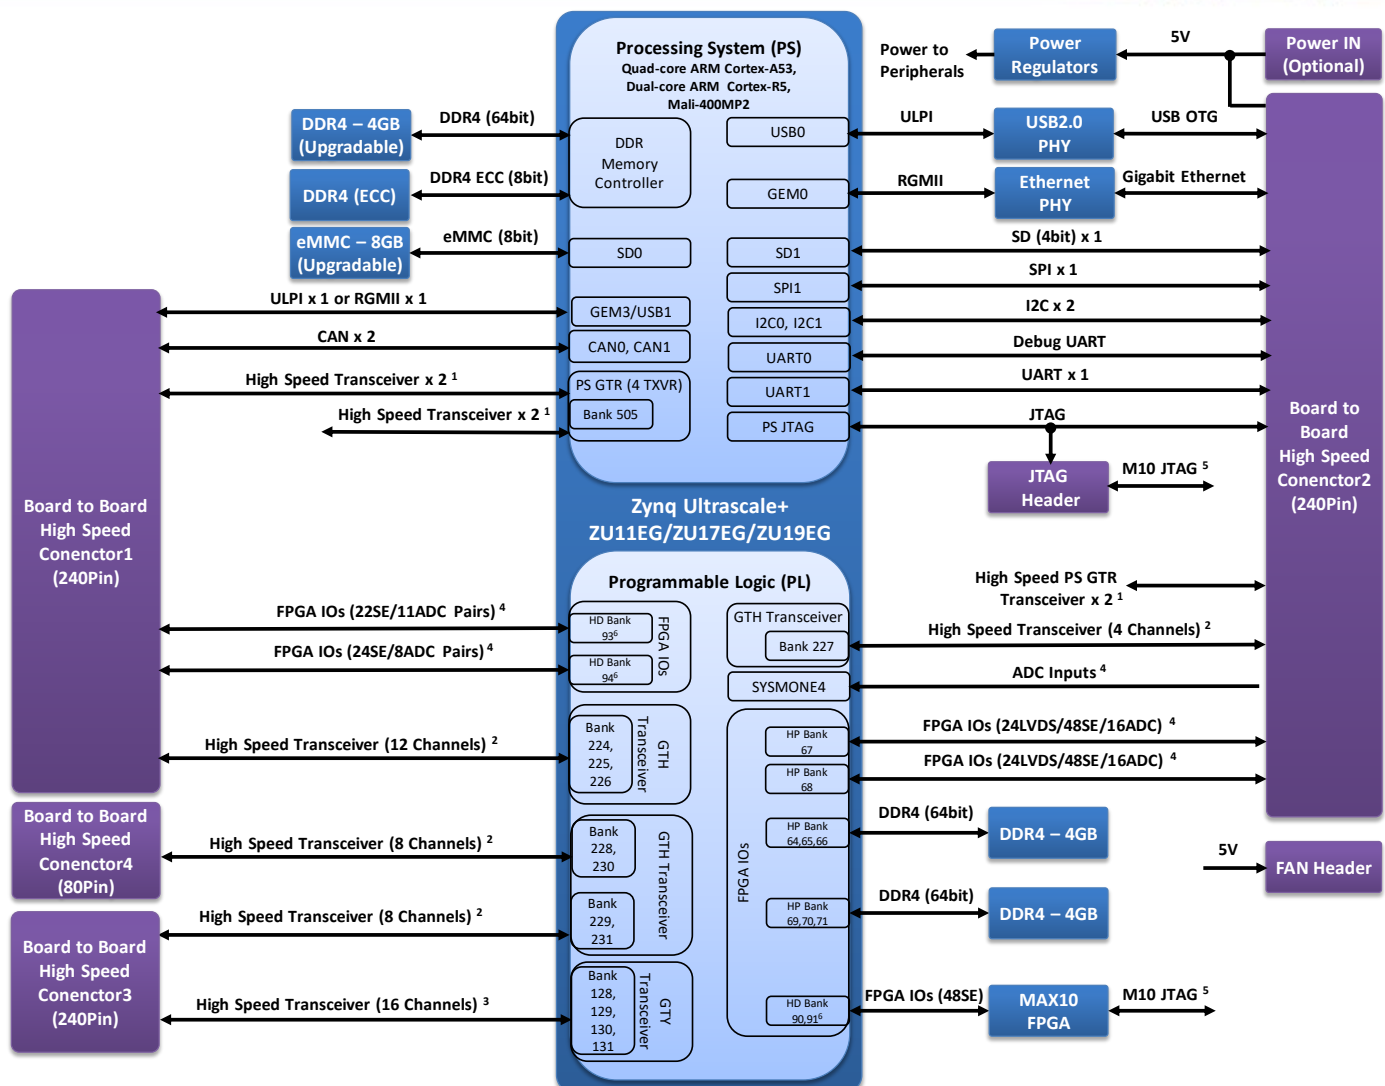 Processing System (PS)
Quad-core ARM Cortex-A53,
Dual-core ARM Cortex-R5,
Mali-400MP2
Power to
Peripherals
Power
Regulators
5V
Power IN
(Optional)
DDR4 – 4GB
(Upgradable)
DDR4 (64bit)
DDR
Memory
Controller
USB0
ULPI
USB2.0
PHY
USB OTG
DDR4 (ECC)
DDR4 ECC (8bit)
GEM0
RGMII
Ethernet
PHY
Gigabit Ethernet
eMMC – 8GB
(Upgradable)
eMMC (8bit)
SD0
SD1
SD (4bit) x 1
SPI1
SPI x 1
ULPI x 1 or RGMII x 1
GEM3/USB1
I2C0, I2C1
I2C x 2
CAN x 2
CAN0, CAN1
UART0
Debug UART
High Speed Transceiver x 2 1
PS GTR (4 TXVR)
UART1
UART x 1
High Speed Transceiver x 2 1
Bank 505
PS JTAG
JTAG
JTAG
Header
M10 JTAG 5
Board to
Board
High Speed
Conenctor2
(240Pin)
Board to Board
High Speed
Conenctor1
(240Pin)
Zynq Ultrascale+
ZU11EG/ZU17EG/ZU19EG
Programmable Logic (PL)
High Speed PS GTR
Transceiver x 2 1
FPGA IOs (22SE/11ADC Pairs) 4
HD Bank
93⁶
FPGA IOs
GTH Transceiver
Bank 227
High Speed Transceiver (4 Channels) 2
FPGA IOs (24SE/8ADC Pairs) 4
HD Bank
94⁶
SYSMONE4
ADC Inputs 4
High Speed Transceiver (12 Channels) 2
Bank
224,
225,
226
GTH
Transceiver
FPGA IOs
HP Bank
67
FPGA IOs (24LVDS/48SE/16ADC) 4
HP Bank
68
FPGA IOs (24LVDS/48SE/16ADC) 4
Board to Board
High Speed
Conenctor4
(80Pin)
High Speed Transceiver (8 Channels) 2
Bank
228,
230
GTH Transceiver
HP Bank
64,65,66
DDR4 (64bit)
DDR4 – 4GB
5V
FAN Header
High Speed Transceiver (8 Channels) 2
Bank
229,
231
HP Bank
69,70,71
DDR4 (64bit)
DDR4 – 4GB
Board to Board
High Speed
Conenctor3
(240Pin)
High Speed Transceiver (16 Channels) 3
Bank
128,
129,
130,
131
GTY
Transceiver
HD Bank
90,91⁶
FPGA IOs (48SE)
MAX10
FPGA
M10 JTAG 5